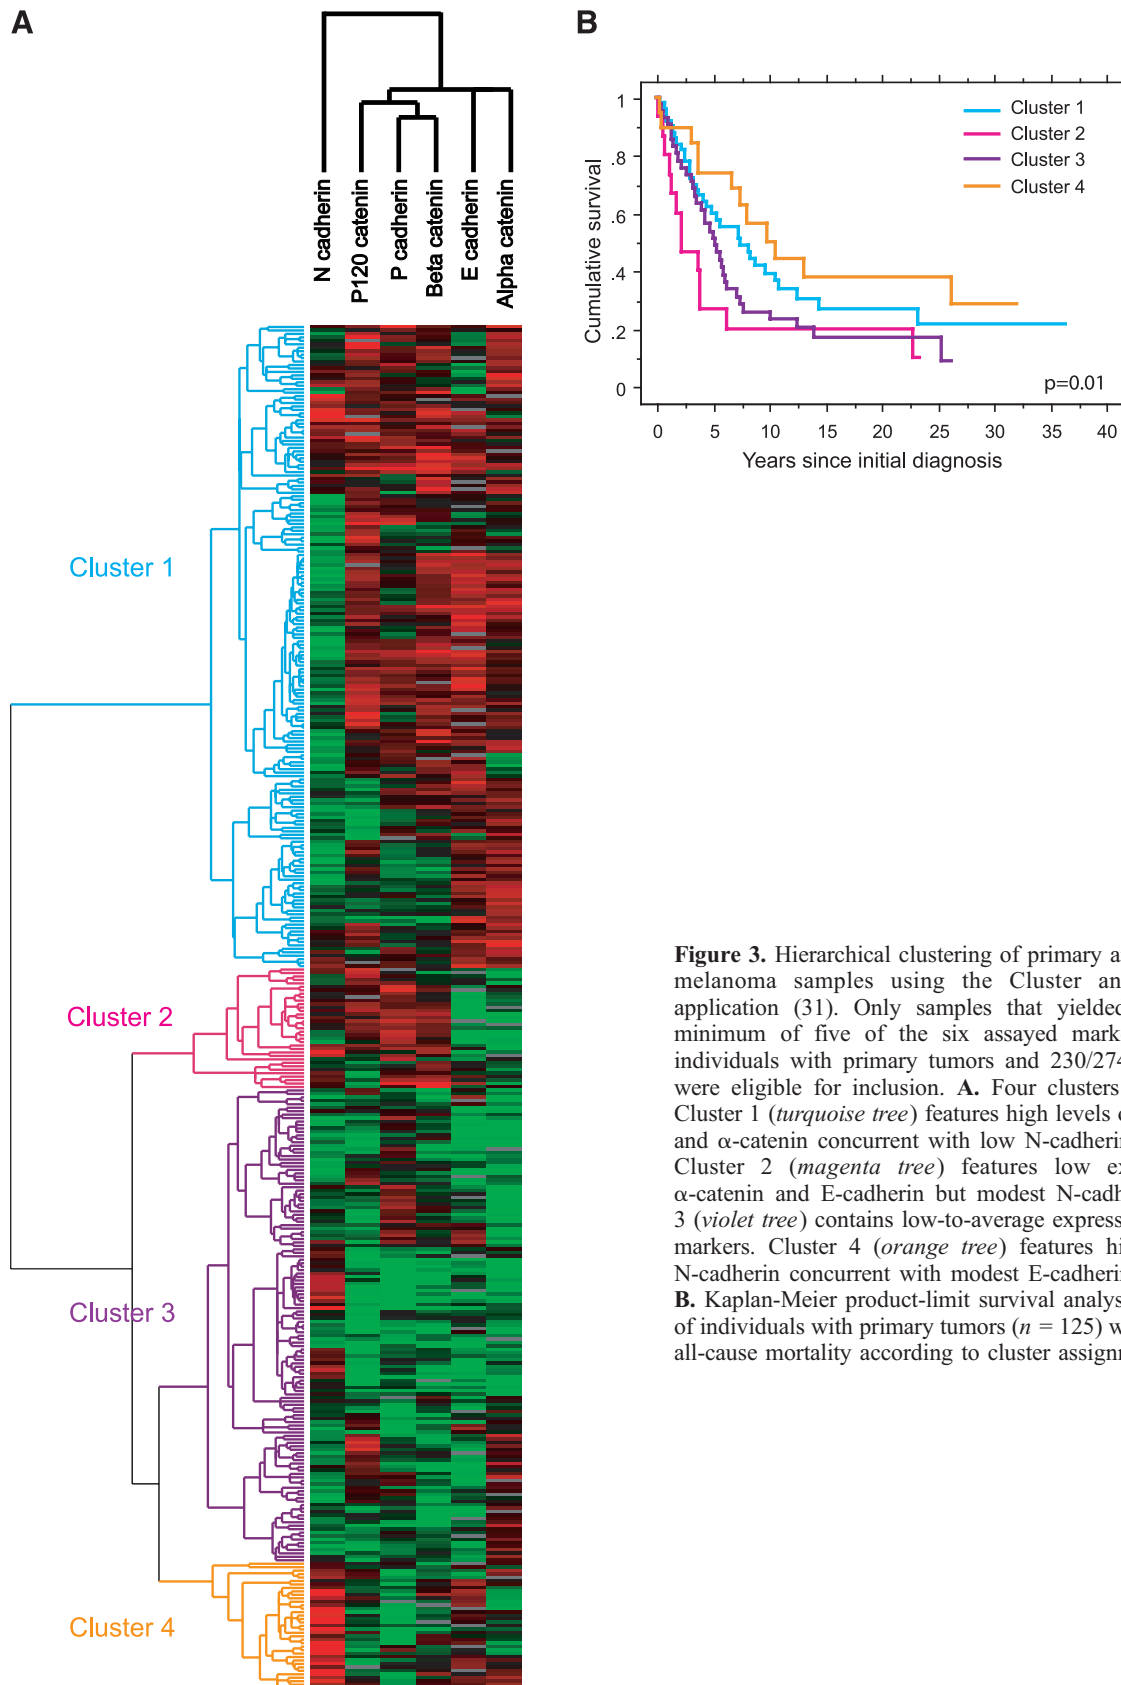 A
N cadherin
P120 catenin
P cadherin
Beta catenin
E cadherin
Alpha catenin
Cluster 1
Cluster 2
Cluster 3
Cluster 4
B
Cumulative survival
1
.8
.6
.4
.2
0
Cluster 1
Cluster 2
Cluster 3
Cluster 4
p=0.01
0 5 10 15 20 25 30 35 40
Years since initial diagnosis
Figure 3. Hierarchical clustering of primary a
melanoma samples using the Cluster an
application (31). Only samples that yielded
minimum of five of the six assayed mark
individuals with primary tumors and 230/274
were eligible for inclusion. A. Four clusters
Cluster 1 (turquoise tree) features high levels o
and α-catenin concurrent with low N-cadherin
Cluster 2 (magenta tree) features low ex
α-catenin and E-cadherin but modest N-cadh
3 (violet tree) contains low-to-average express
markers. Cluster 4 (orange tree) features hi
N-cadherin concurrent with modest E-cadherin
B. Kaplan-Meier product-limit survival analys
of individuals with primary tumors (n = 125) w
all-cause mortality according to cluster assignm